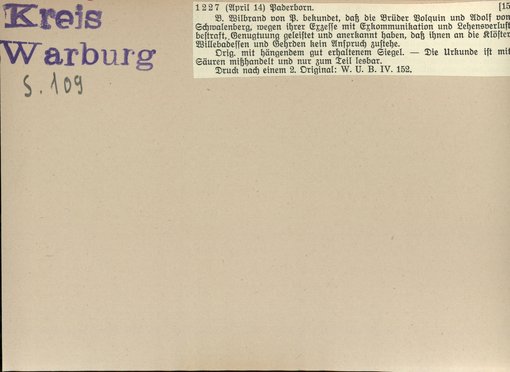 Kreis
Warburg
S. 109
1227 (April 14) Paderborn. [15
B. Wilbrand von P. bekundet, daß die Brüder Volquin und Adolf von
Schwalenberg, wegen ihrer Exzesse mit Exkommunikation und Lehensverluft
bestraft, Genugtuung geleistet und anerkannt haben, daß ihnen an die Klöster
Willebadessen und Gehrden kein Anspruch zustehe.
Orig. mit hängendem gut erhaltenem Siegel. — Die Urkunde ist mit
Säuren mißhandelt und nur zum Teil lesbar.
Druck nach einem 2. Original: W. U. B. IV. 152.